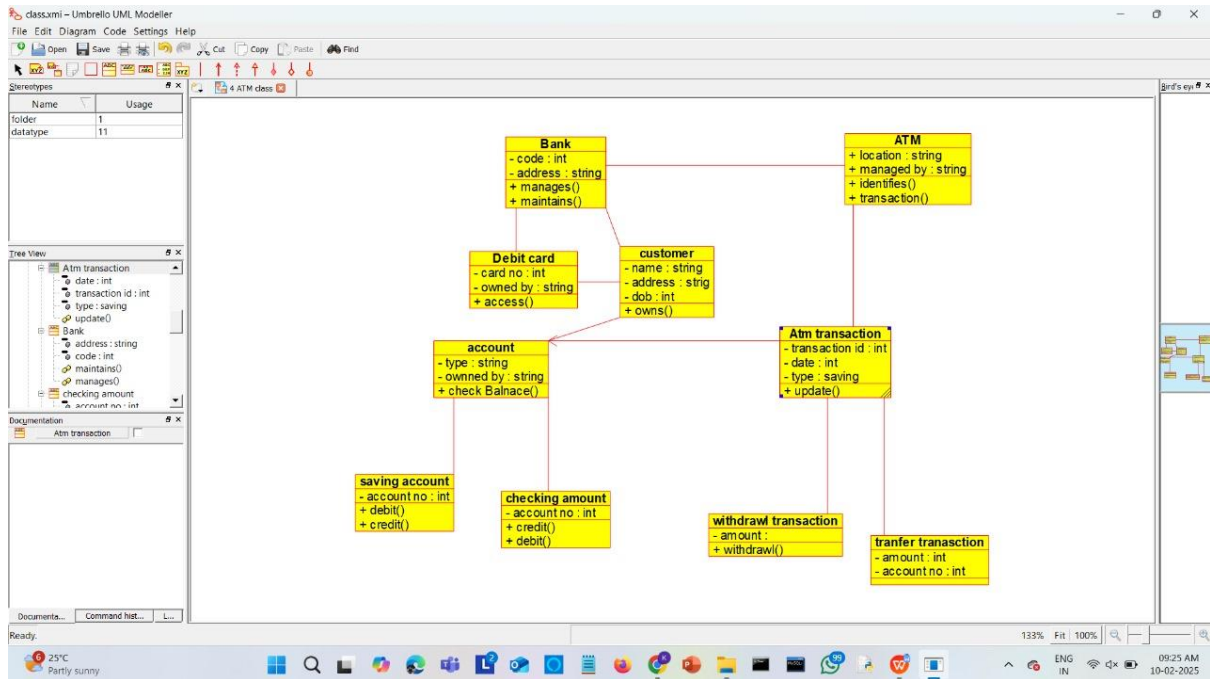 class.xmi – Umbrello UML Modeller
File Edit Diagram Code Settings Help
Open Save Cut Copy Paste Find
Stereotypes
Name Usage
folder 1
datatype 11
Tree View
Atm transaction
date : int
transaction id : int
type : saving
update()
Bank
address : string
code : int
maintains()
manages()
checking amount
account no : int
Documentation
Atm transaction
Documenta... Command hist... L...
Ready.
4 ATM class
Bank
- code : int
- address : string
+ manages()
+ maintains()
ATM
+ location : string
+ managed by : string
+ identifies()
+ transaction()
Debit card
- card no : int
- owned by : string
+ access()
customer
- name : string
- address : strig
- dob : int
+ owns()
account
- type : string
- ownned by : string
+ check Balnace()
Atm transaction
- transaction id : int
- date : int
- type : saving
+ update()
saving account
- account no : int
+ debit()
+ credit()
checking amount
- account no : int
+ credit()
+ debit()
withdrawl transaction
- amount :
+ withdrawl()
tranfer tranasction
- amount : int
- account no : int
Bird's eye
133% Fit 100%
25°C
Partly sunny
ENG
IN
09:25 AM
10-02-2025